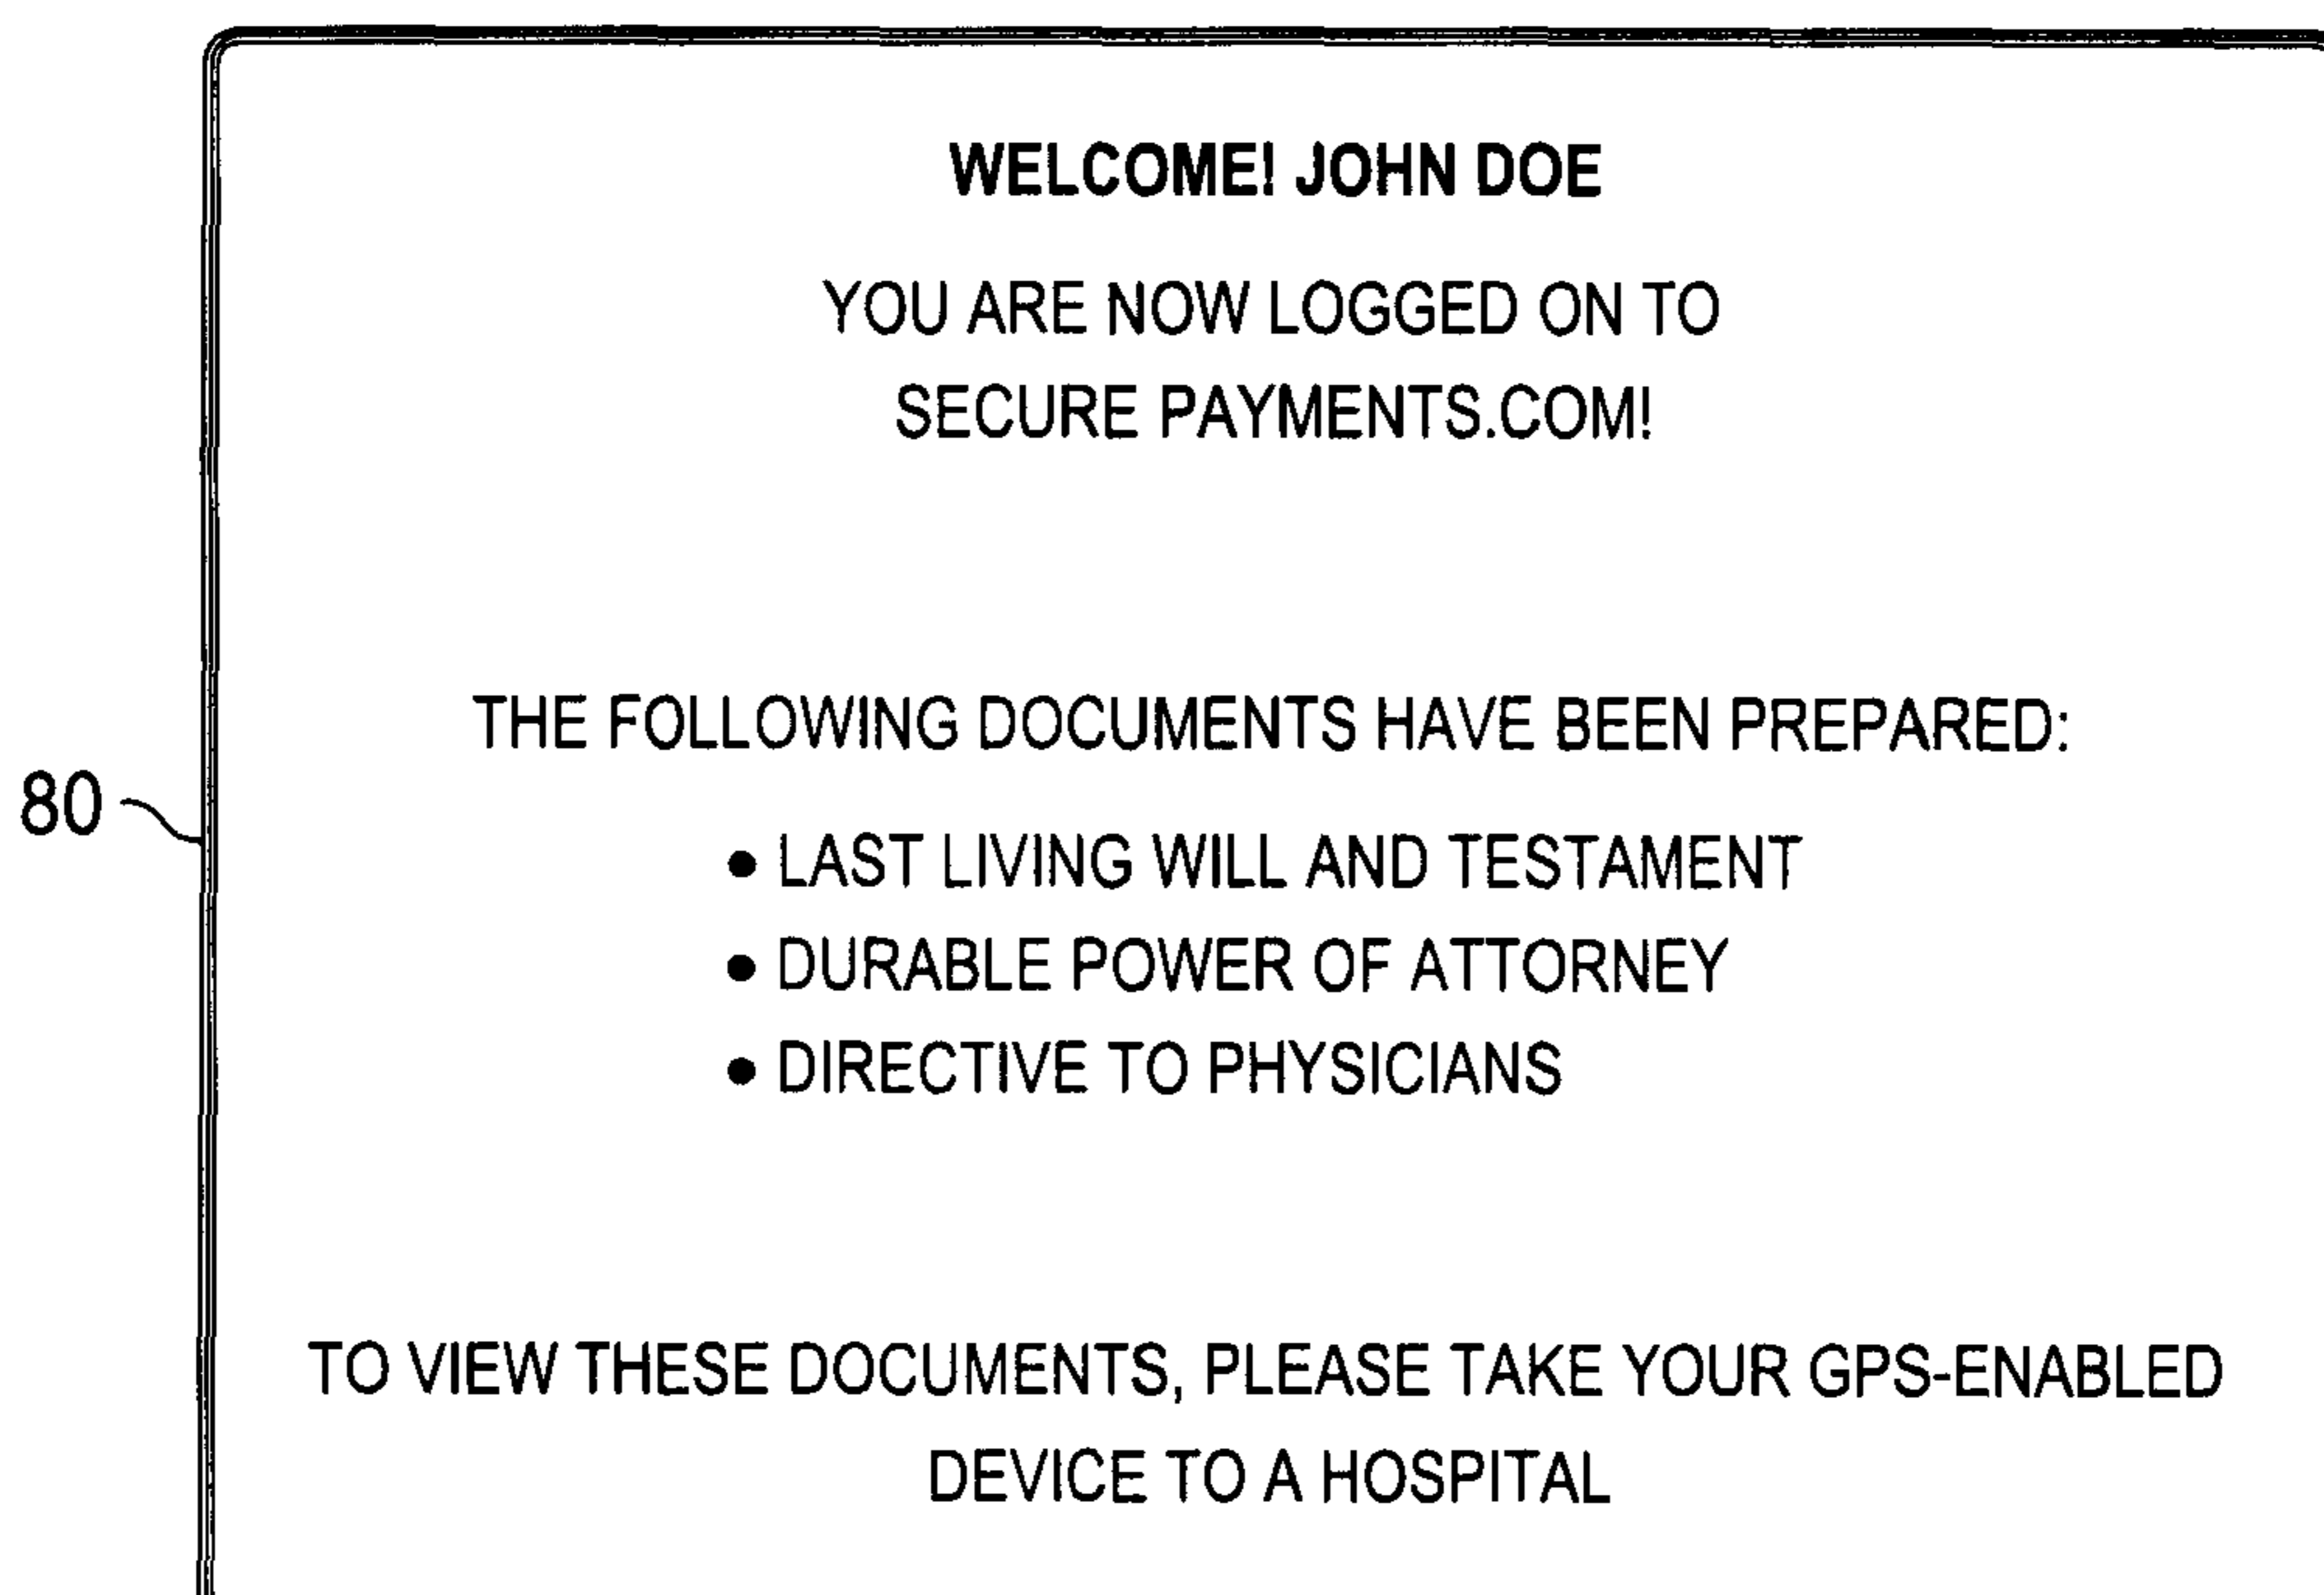 WELCOME! JOHN DOE
YOU ARE NOW LOGGED ON TO
SECURE PAYMENTS.COM!
THE FOLLOWING DOCUMENTS HAVE BEEN PREPARED:
80
• LAST LIVING WILL AND TESTAMENT
• DURABLE POWER OF ATTORNEY
• DIRECTIVE TO PHYSICIANS
TO VIEW THESE DOCUMENTS, PLEASE TAKE YOUR GPS-ENABLED
DEVICE TO A HOSPITAL